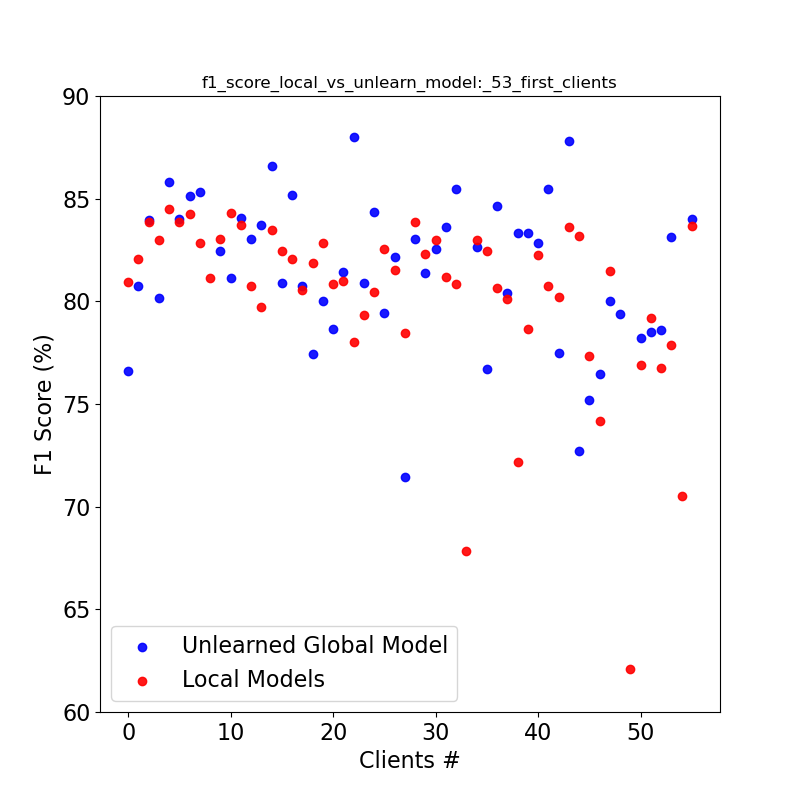 f1_score_local_vs_unlearn_model:_53_first_clients
90
85
80
75
70
65
60
F1 Score (%)
Unlearned Global Model
Local Models
0 10 20 30 40 50
Clients #